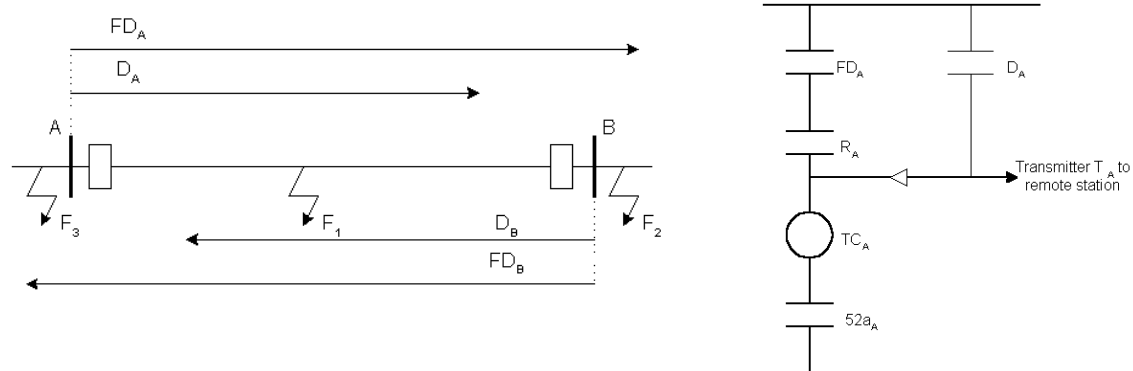 FD_A
D_A
A
B
F_3
F_1
F_2
D_B
FD_B
FD_A
D_A
R_A
Transmitter T_A to
remote station
TC_A
52a_A